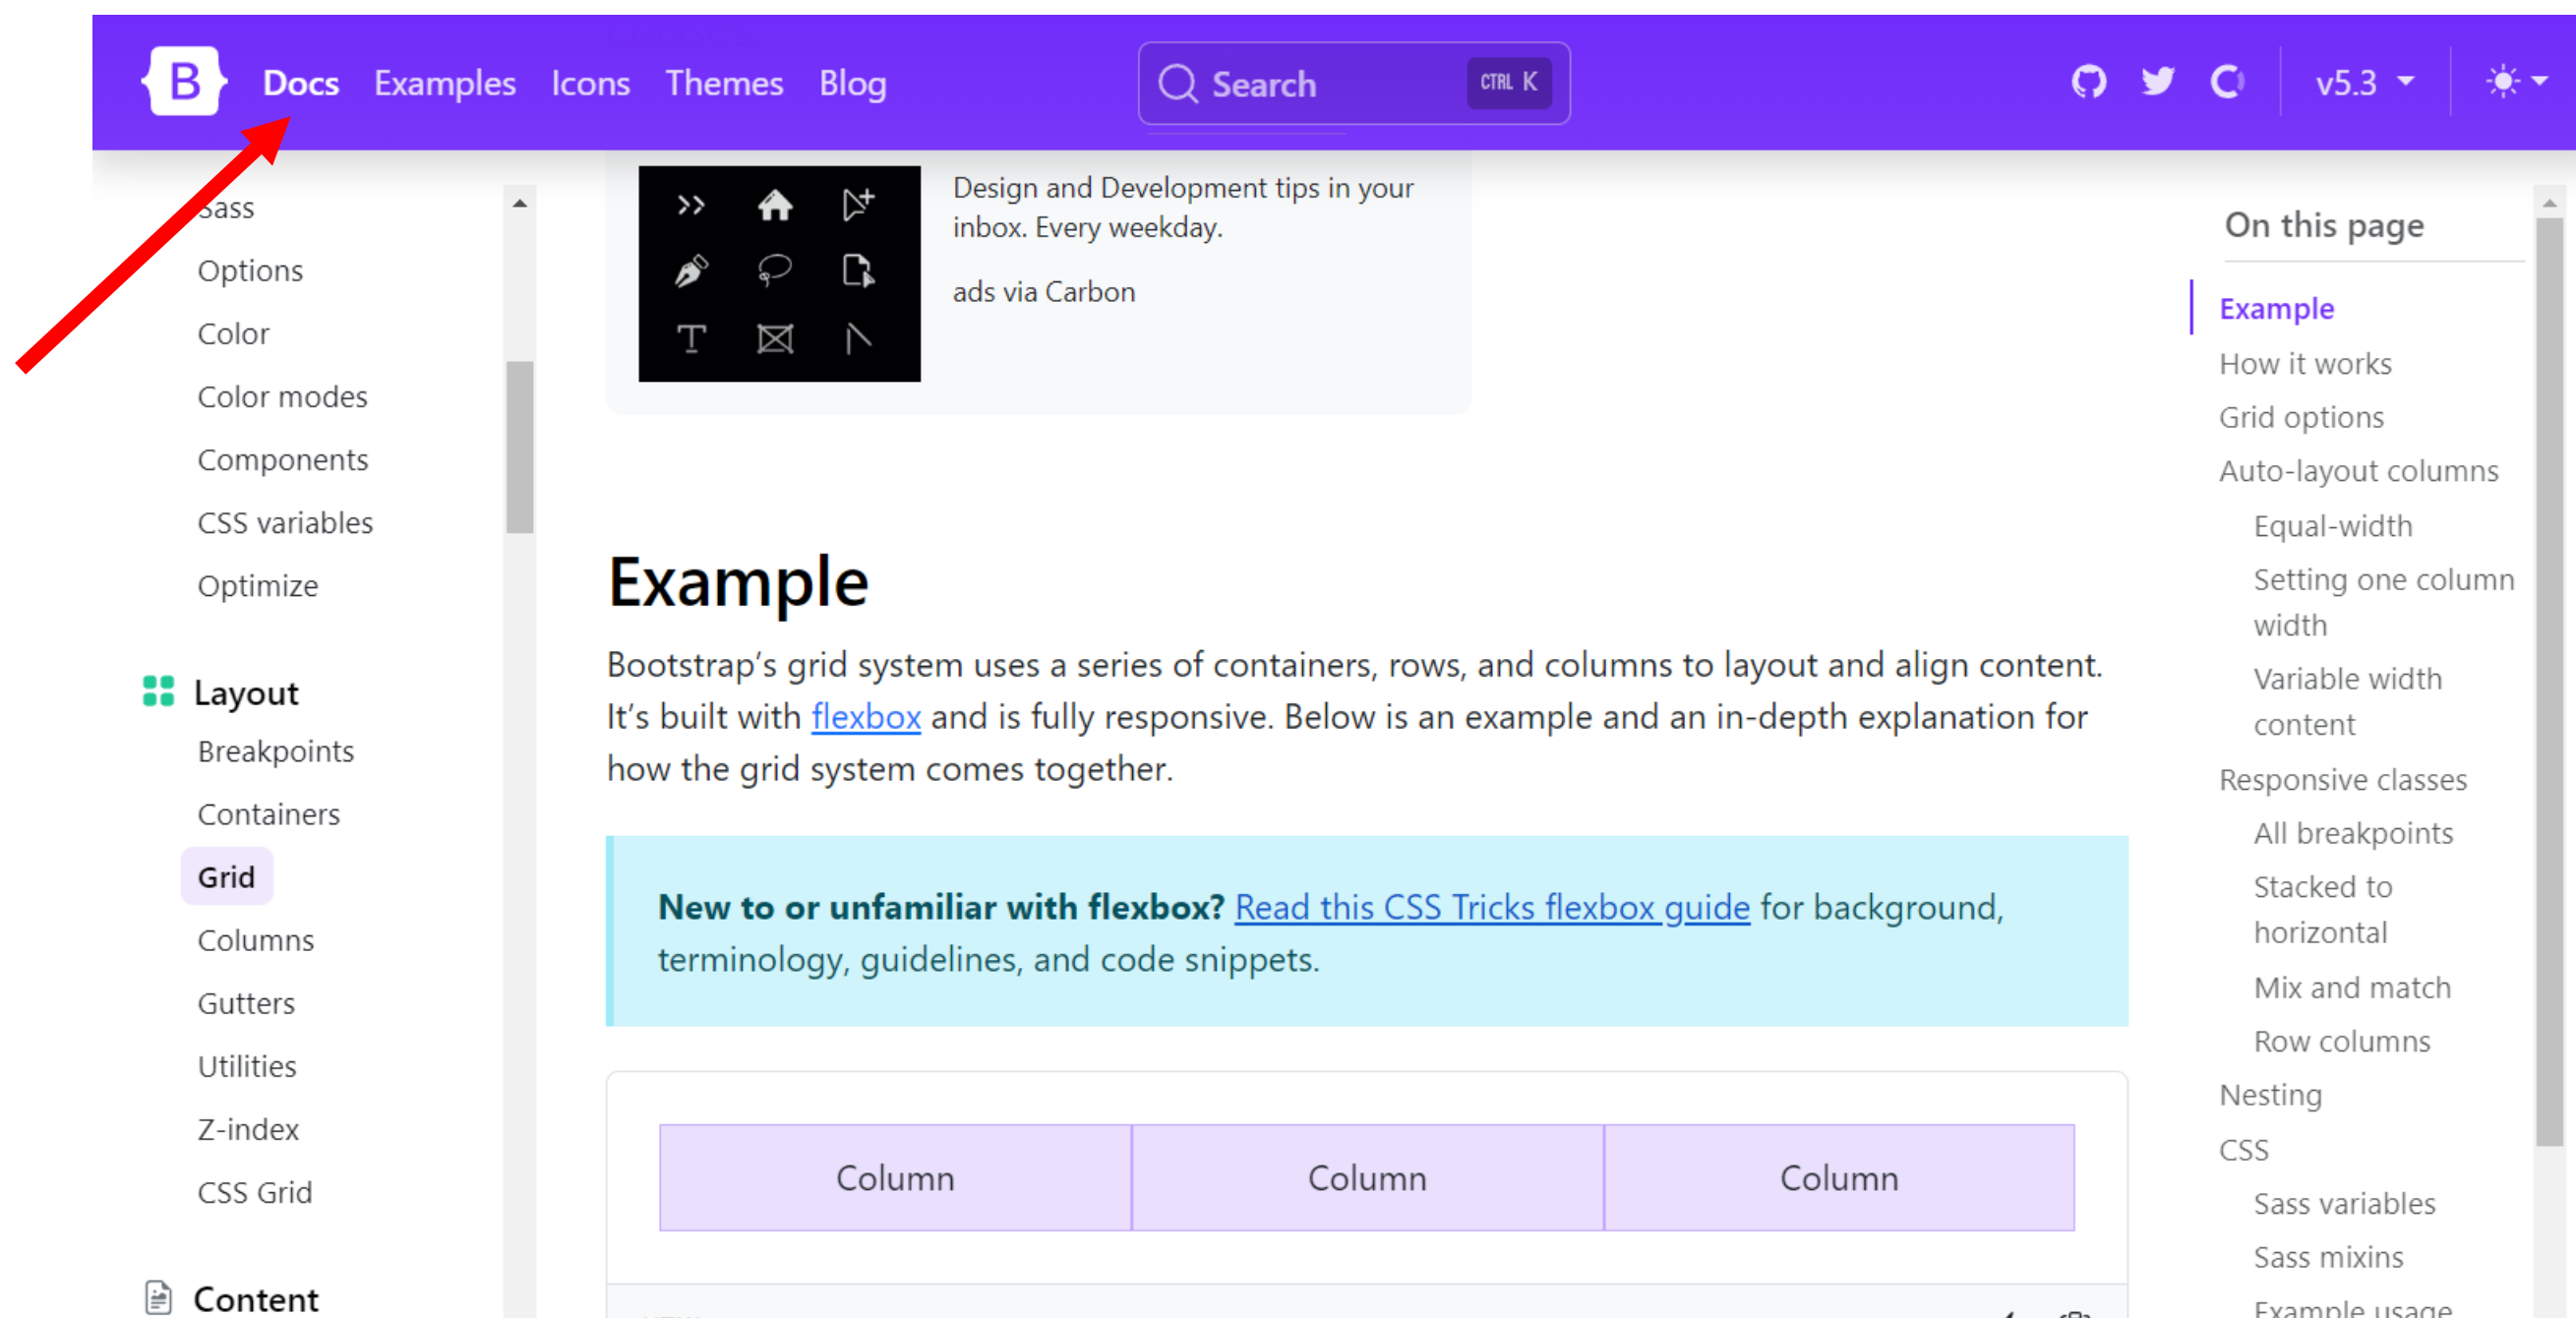 B Docs Examples Icons Themes Blog Search CTRL K v5.3
Design and Development tips in your
inbox. Every weekday.
ads via Carbon
Sass
Options
Color
Color modes
Components
CSS variables
Optimize
Layout
Breakpoints
Containers
Grid
Columns
Gutters
Utilities
Z-index
CSS Grid
Content
Example
Bootstrap’s grid system uses a series of containers, rows, and columns to layout and align content.
It’s built with flexbox and is fully responsive. Below is an example and an in-depth explanation for
how the grid system comes together.
New to or unfamiliar with flexbox? Read this CSS Tricks flexbox guide for background,
terminology, guidelines, and code snippets.
Column Column Column
On this page
Example
How it works
Grid options
Auto-layout columns
Equal-width
Setting one column
width
Variable width
content
Responsive classes
All breakpoints
Stacked to
horizontal
Mix and match
Row columns
Nesting
CSS
Sass variables
Sass mixins
Example usage